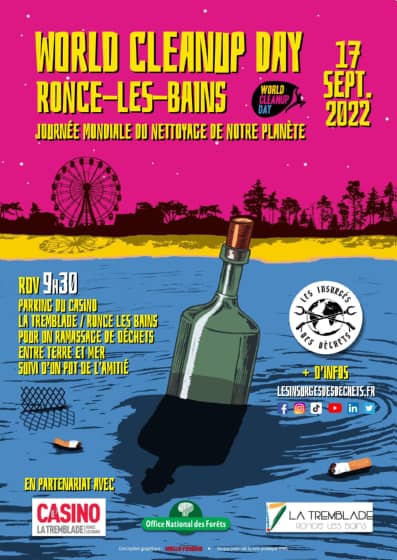 WORLD CLEANUP DAY
RONCE-LES-BAINS
17
SEPT.
2022
WORLD
CLEANUP
DAY
JOURNÉE MONDIALE DU NETTOYAGE DE NOTRE PLANÈTE
RDV 9H30
PARKING DU CASINO
LA TREMBLADE / RONCE LES BAINS
POUR UN RAMASSAGE DE DÉCHETS
ENTRE TERRE ET MER
SUIVI D'UN POT DE L'AMITIÉ
LES INSURGÉS
DES DÉCHETS
+ D'INFOS
LESINSURGESDESDECHETS.FR
EN PARTENARIAT AVEC
CASINO
LA TREMBLADE
Office National des Forêts
LA TREMBLADE
RONCE LES BAINS